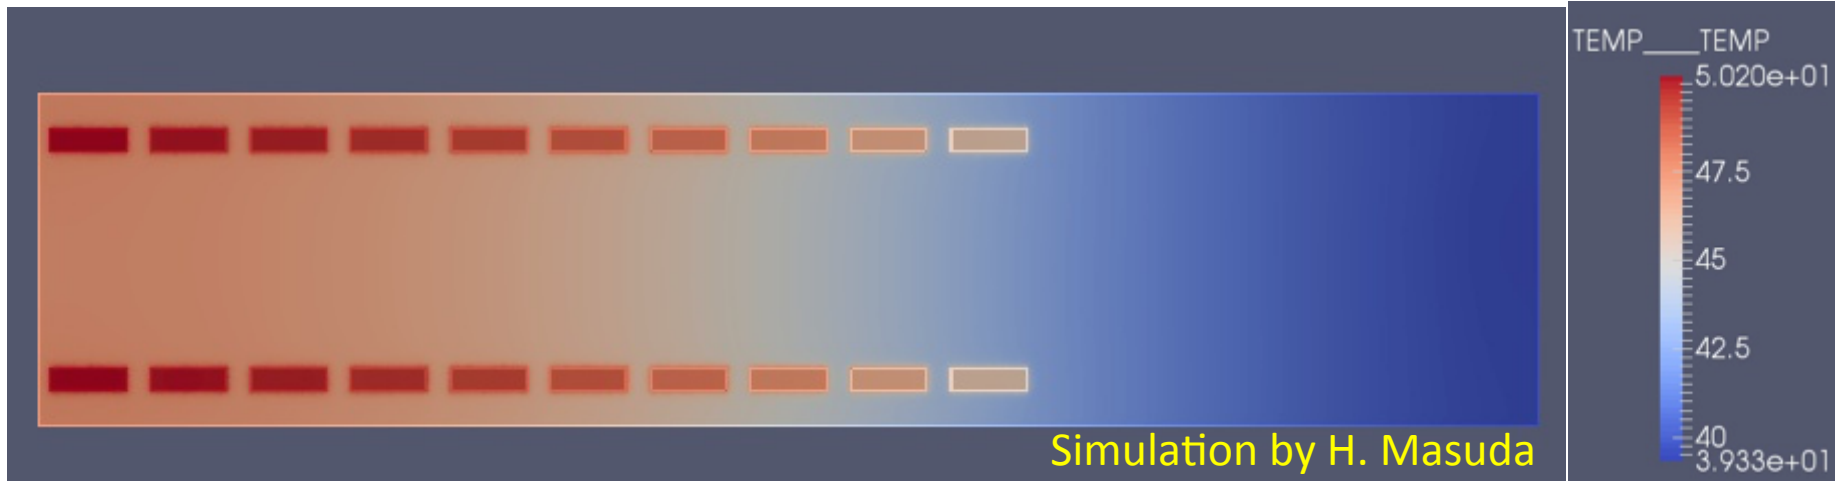 TEMP____TEMP
5.020e+01
47.5
45
42.5
40
3.933e+01
Simulation by H. Masuda